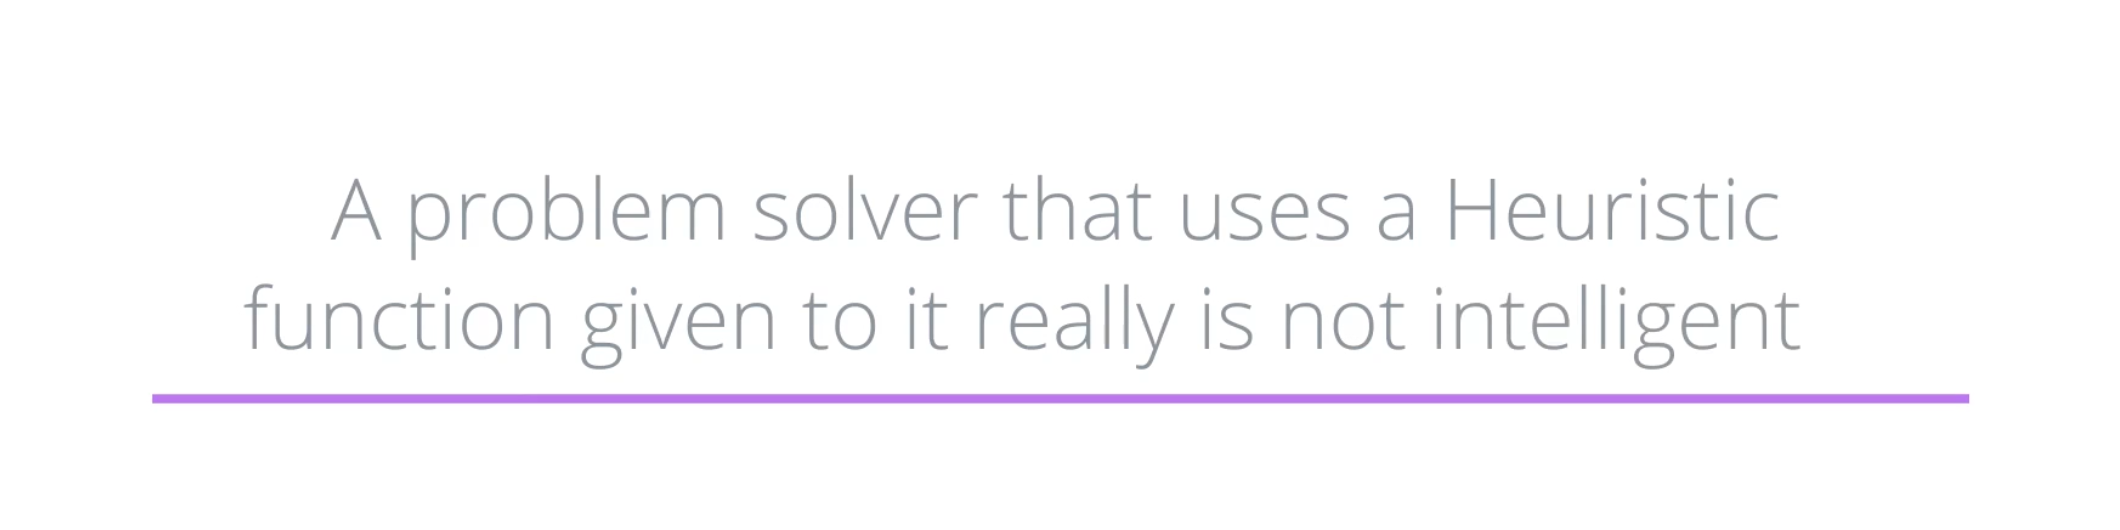 A problem solver that uses a Heuristic
function given to it really is not intelligent